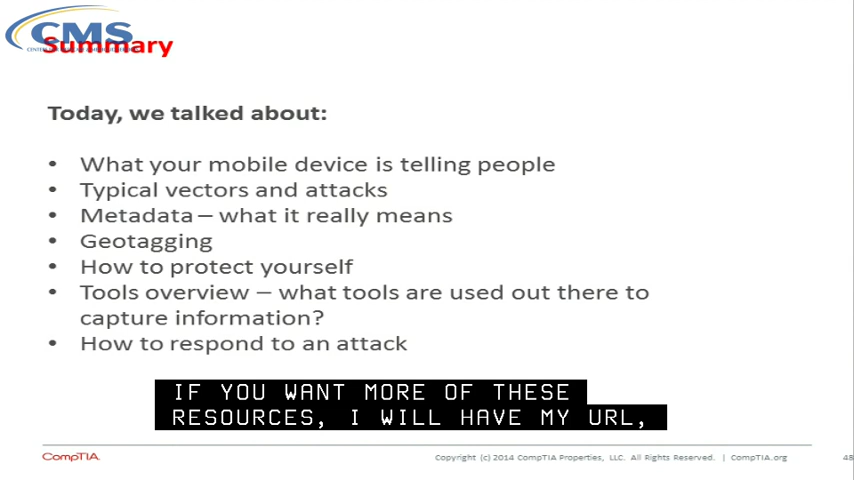 CMS
Summary
Today, we talked about:
• What your mobile device is telling people
• Typical vectors and attacks
• Metadata – what it really means
• Geotagging
• How to protect yourself
• Tools overview – what tools are used out there to
capture information?
• How to respond to an attack
IF YOU WANT MORE OF THESE
RESOURCES, I WILL HAVE MY URL,
CompTIA.
Copyright (c) 2014 CompTIA Properties, LLC. All Rights Reserved. | CompTIA.org
48